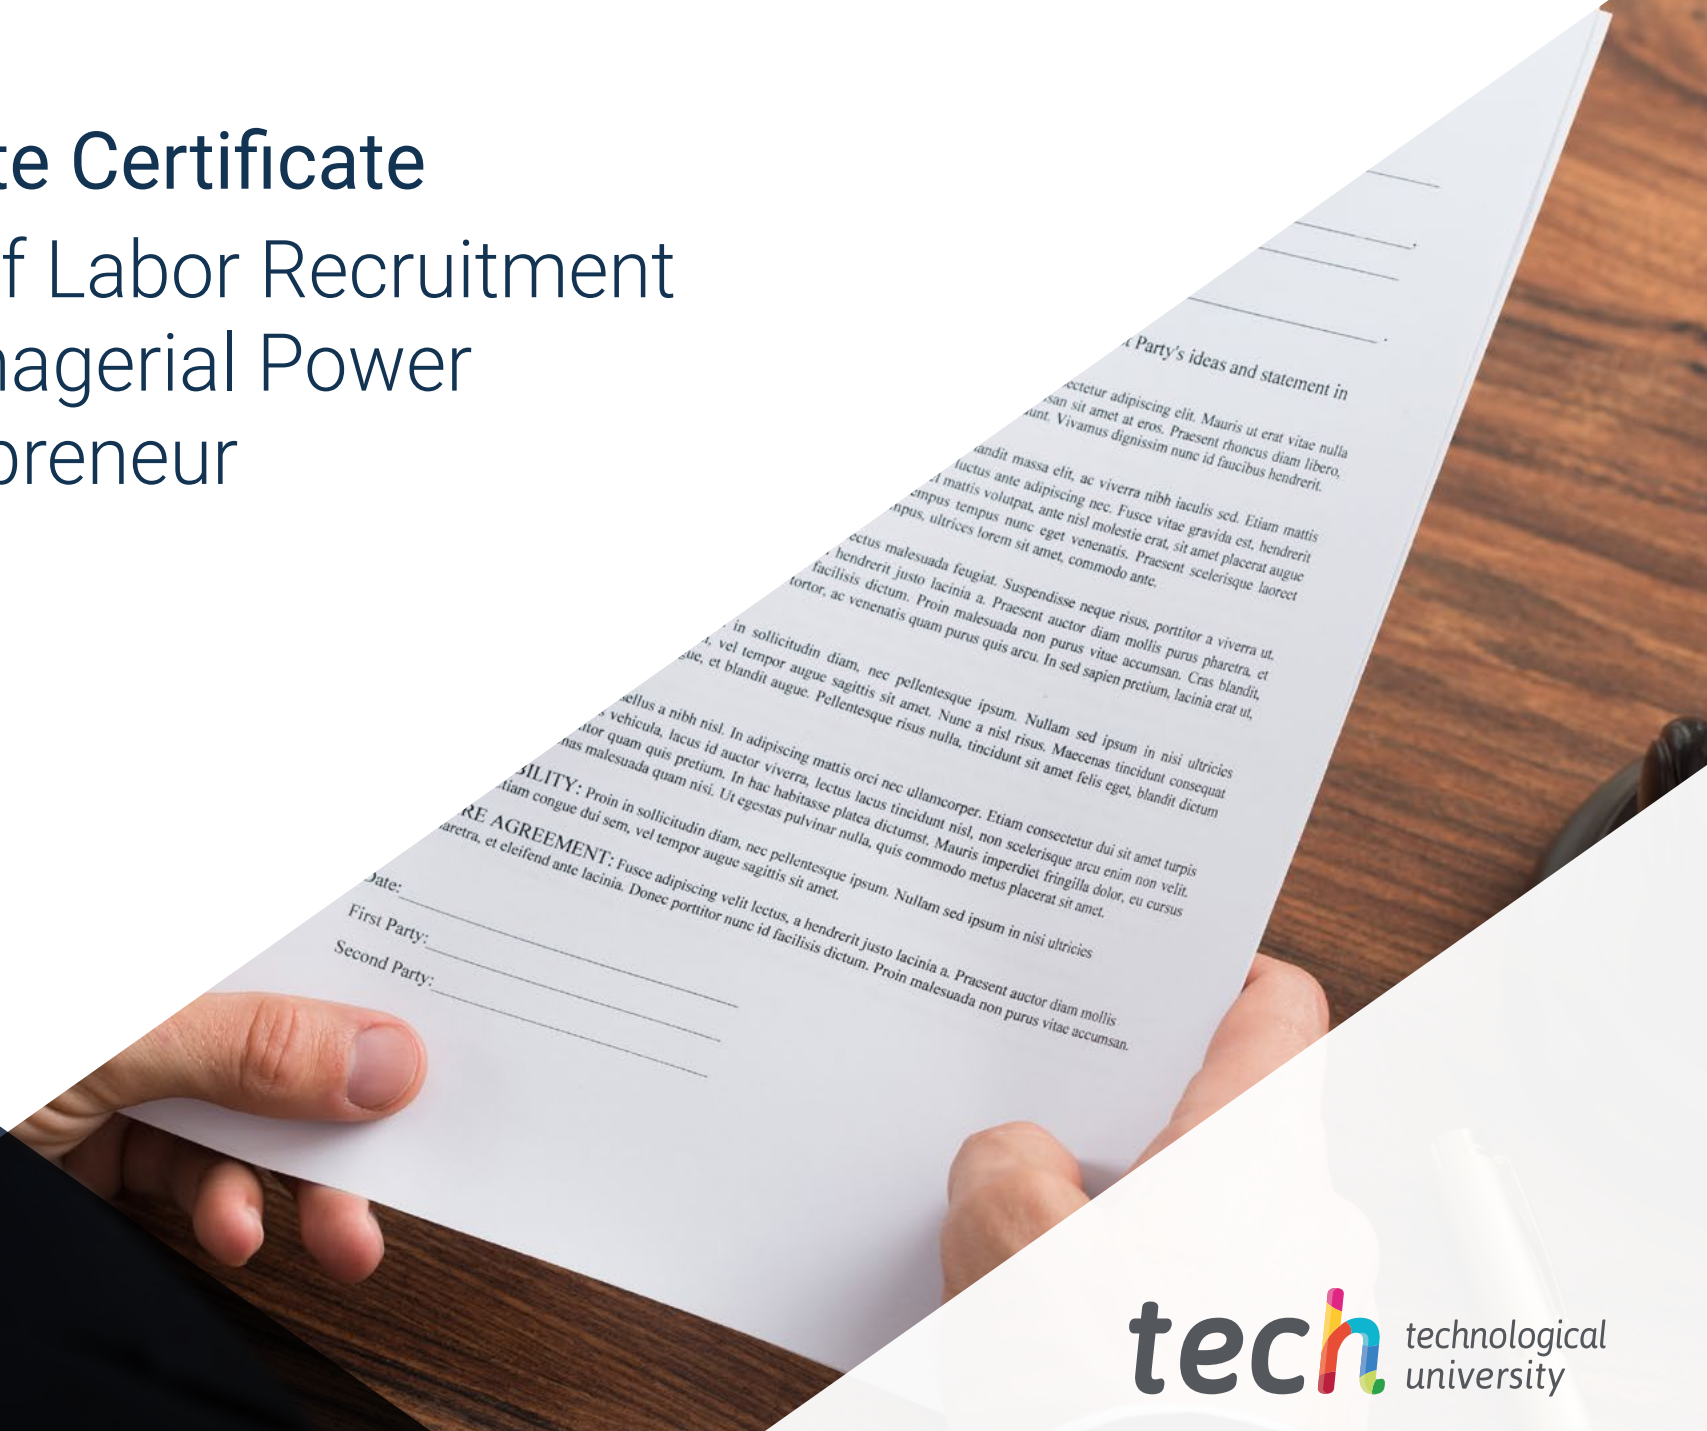 te Certificate
f Labor Recruitment
nagerial Power
preneur
Party's ideas and statement in
adipiscing elit. Mauris ut erat vitae nulla
sit amet at eros. Praesent rhoncus diam libero,
Vivamus dignissim nunc id faucibus hendrerit.
andit massa elit, ac viverra nibh iaculis sed. Etiam mattis
luctus ante adipiscing nec. Fusce vitae gravida est, hendrerit
mattis volutpat, ante nisl molestie erat, sit amet placerat augue
empus tempus nunc eget venenatis. Praesent scelerisque laoreet
mpus, ultrices lorem sit amet, commodo ante.
ectus malesuada feugiat. Suspendisse neque risus, porttitor a viverra ut,
hendrerit justo lacinia a. Praesent auctor diam mollis purus pharetra, et
facilisis dictum. Proin malesuada non purus vitae accumsan. Cras blandit,
tortor, ac venenatis quam purus quis arcu. In sed sapien pretium, lacinia erat ut,
in sollicitudin diam, nec pellentesque ipsum. Nullam sed ipsum in nisi ultricies
vel tempor augue sagittis sit amet. Nunc a nisl risus. Maecenas tincidunt consequat
ue, et blandit augue. Pellentesque risus nulla, tincidunt sit amet felis eget, blandit dictum
ellus a nibh nisl. In adipiscing mattis orci nec ullamcorper. Etiam consectetur dui sit amet turpis
vehicula, lacus id auctor viverra, lectus lacus tincidunt nisl, non scelerisque arcu enim non velit.
itor quam quis pretium. In hac habitasse platea dictumst. Mauris imperdiet fringilla dolor, eu cursus
nas malesuada quam nisi. Ut egestas pulvinar nulla, quis commodo metus placerat sit amet.
BILITY: Proin in sollicitudin diam, nec pellentesque ipsum. Nullam sed ipsum in nisi ultricies
tiam congue dui sem, vel tempor augue sagittis sit amet.
RE AGREEMENT: Fusce adipiscing velit lectus, a hendrerit justo lacinia a. Praesent auctor diam mollis
aretra, et eleifend ante lacinia. Donec porttitor nunc id facilisis dictum. Proin malesuada non purus vitae accumsan.
Date:
First Party:
Second Party:
tech technological
university